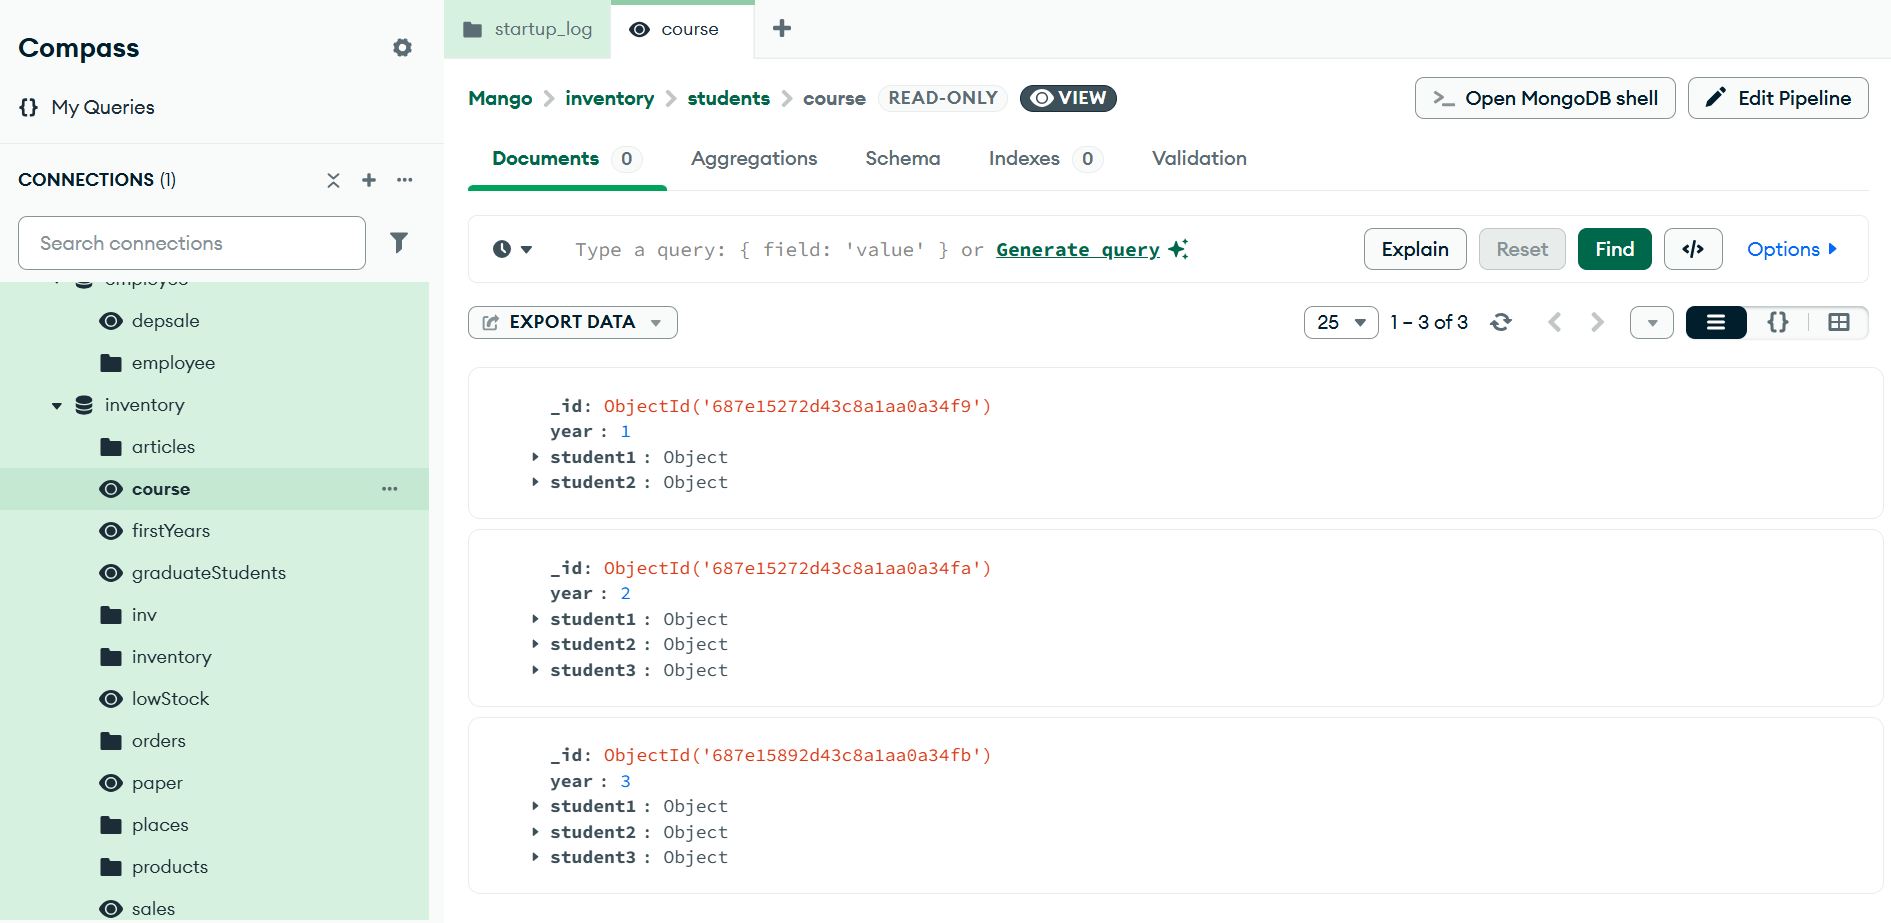 Compass
My Queries
CONNECTIONS (1)
Search connections
employee
depsale
employee
inventory
articles
course
firstYears
graduateStudents
inv
inventory
lowStock
orders
paper
places
products
sales
startup_log
course
Mango > inventory > students > course READ-ONLY VIEW
>_ Open MongoDB shell
Edit Pipeline
Documents 0 Aggregations Schema Indexes 0 Validation
Type a query: { field: 'value' } or Generate query
Explain Reset Find </> Options
EXPORT DATA
25 1 – 3 of 3 {}
_id: ObjectId('687e15272d43c8a1aa0a34f9')
year : 1
student1 : Object
student2 : Object
_id: ObjectId('687e15272d43c8a1aa0a34fa')
year : 2
student1 : Object
student2 : Object
student3 : Object
_id: ObjectId('687e15892d43c8a1aa0a34fb')
year : 3
student1 : Object
student2 : Object
student3 : Object